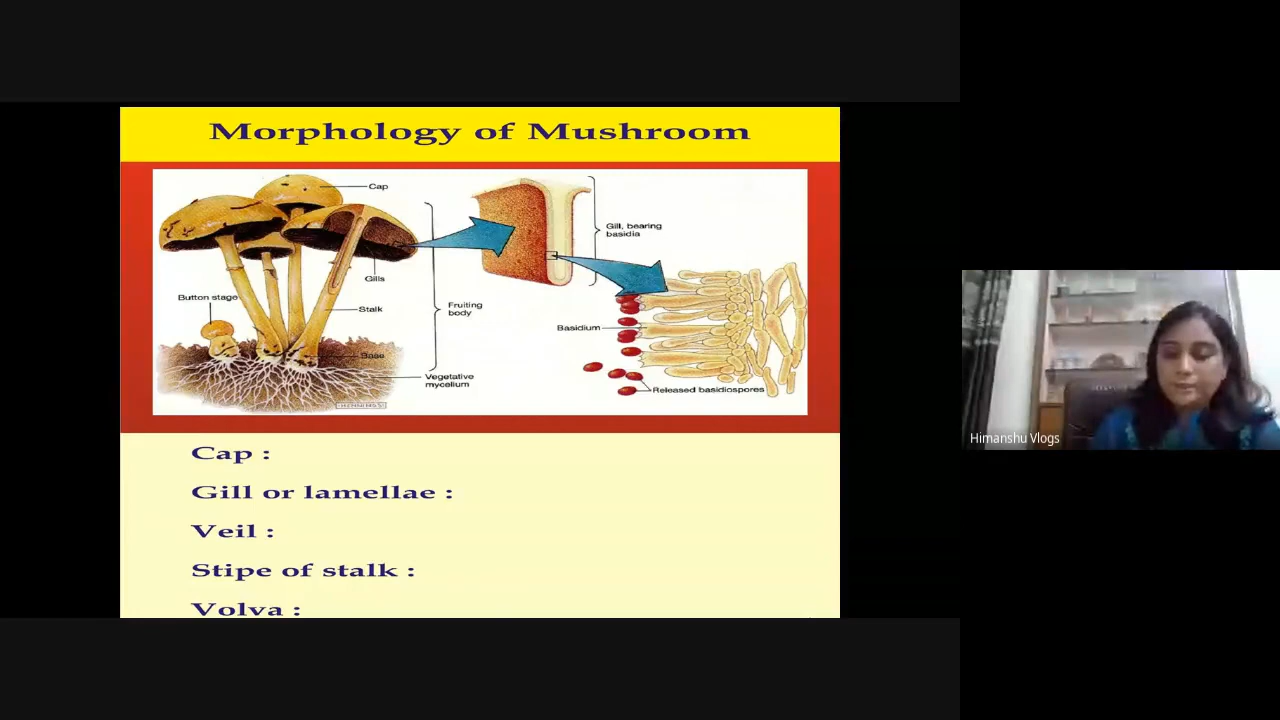 Morphology of Mushroom
Cap
Gill, bearing
basidia
Gills
Button stage
Fruiting
body
Stalk
Basidium
Base
Vegetative
mycelium
Released basidiospores
Cap :
Gill or lamellae :
Veil :
Stipe of stalk :
Volva :
Himanshu Vlogs